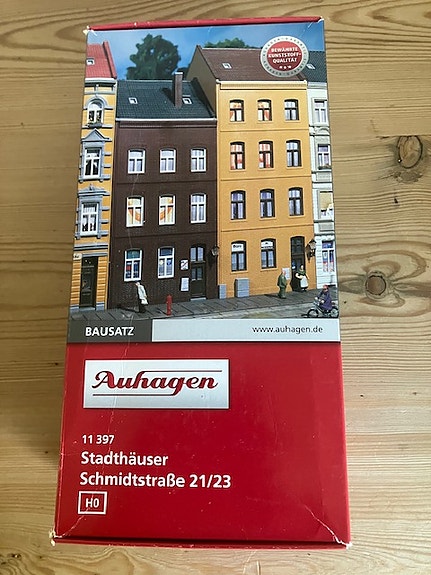 BEWÄHRTE
KUNSTSTOFF-
QUALITÄT
BAUSATZ
www.auhagen.de
Auhagen
11 397
Stadthäuser
Schmidtstraße 21/23
H0